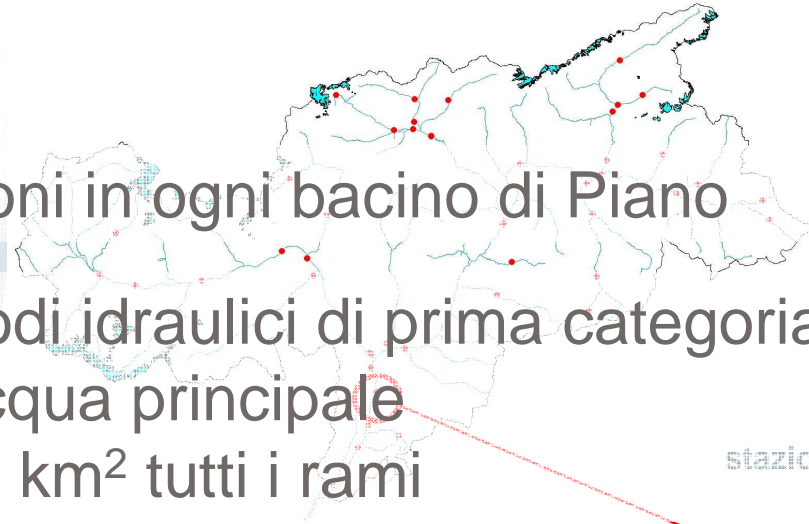 oni in ogni bacino di Piano
odi idraulici di prima categoria
cqua principale
km² tutti i rami
stazio